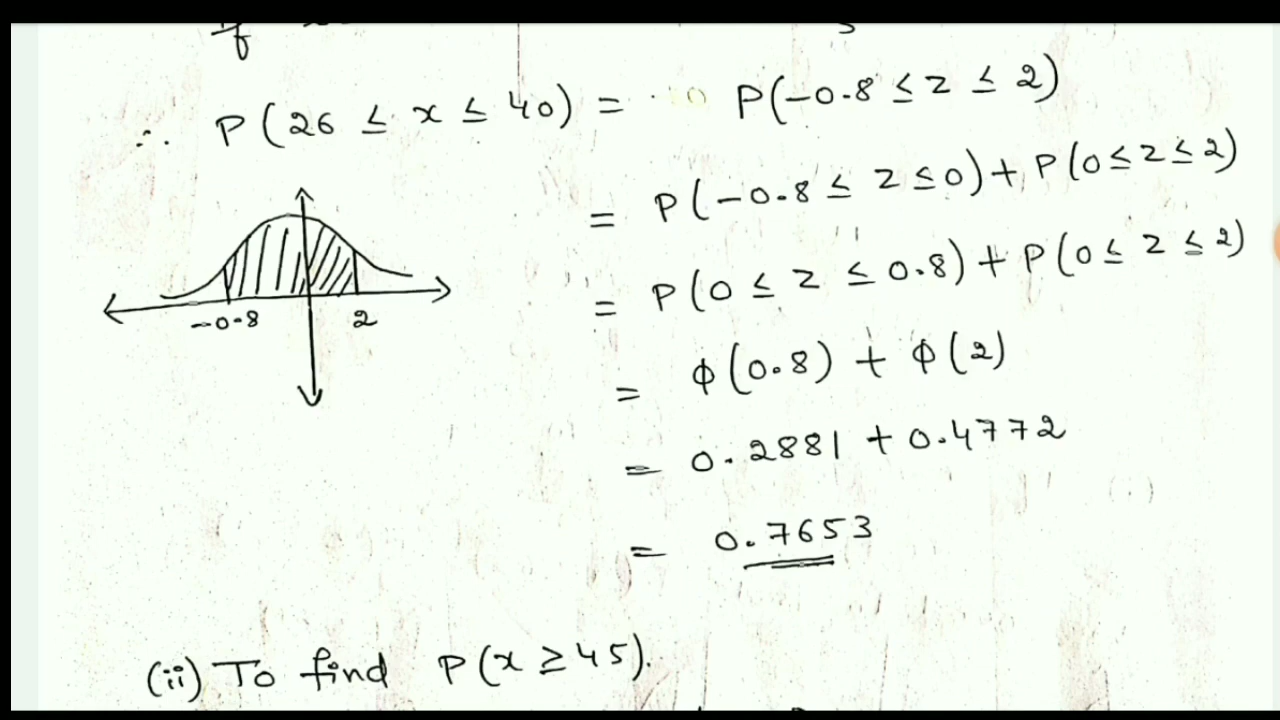 ∴ P(26 ≤ x ≤ 40) = P(-0.8 ≤ z ≤ 2)
= P(-0.8 ≤ z ≤ 0) + P(0 ≤ z ≤ 2)
= P(0 ≤ z ≤ 0.8) + P(0 ≤ z ≤ 2)
-0.8 2
= φ(0.8) + φ(2)
= 0.2881 + 0.4772
= 0.7653
(ii) To find P(x ≥ 45).